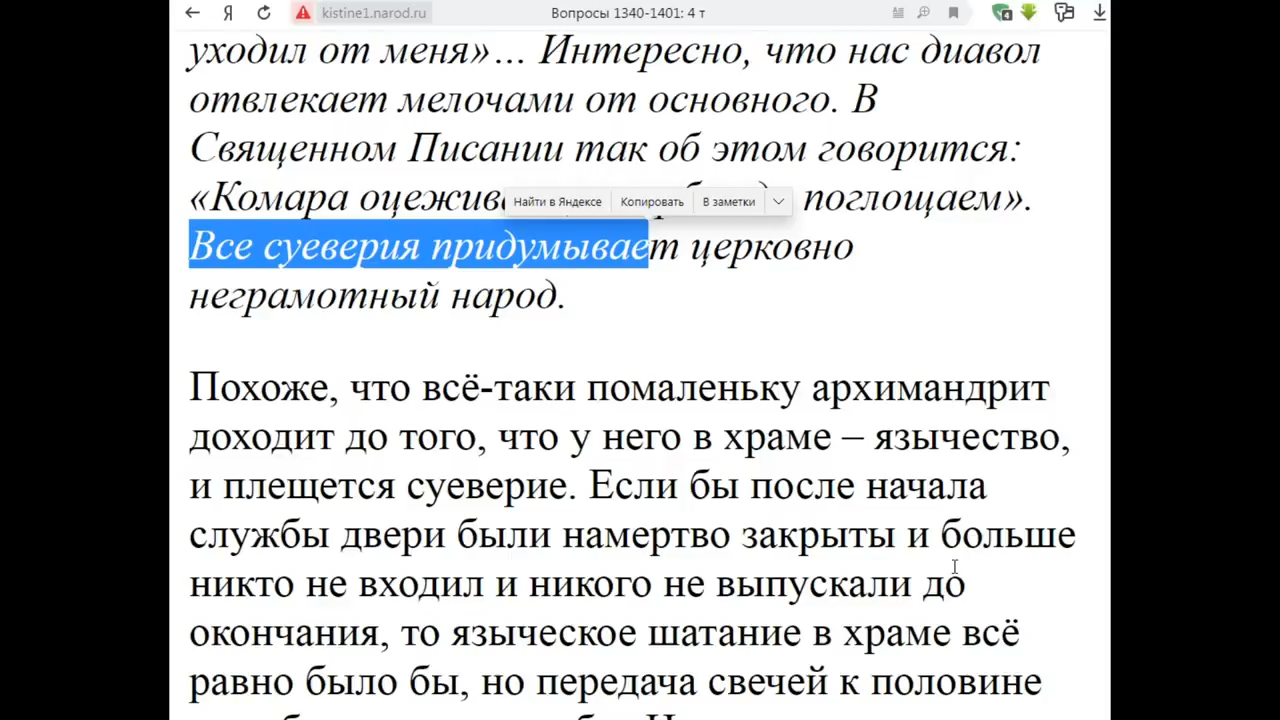 Я kistine1.narod.ru Вопросы 1340-1401: 4 т 4
уходил от меня»… Интересно, что нас диавол
отвлекает мелочами от основного. В
Священном Писании так об этом говорится:
«Комара поглощаем».
Найти в Яндексе Копировать В заметки
Все суеверия придумывает церковно
неграмотный народ.
Похоже, что всё-таки помаленьку архимандрит
доходит до того, что у него в храме – язычество,
и плещется суеверие. Если бы после начала
службы двери были намертво закрыты и больше
никто не входил и никого не выпускали до
окончания, то языческое шатание в храме всё
равно было бы, но передача свечей к половине